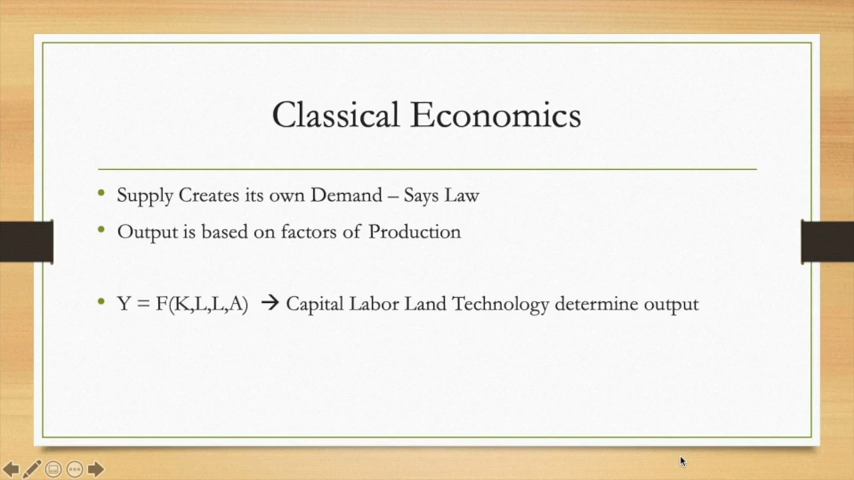 Classical Economics
• Supply Creates its own Demand – Says Law
• Output is based on factors of Production
• Y = F(K,L,L,A) → Capital Labor Land Technology determine output